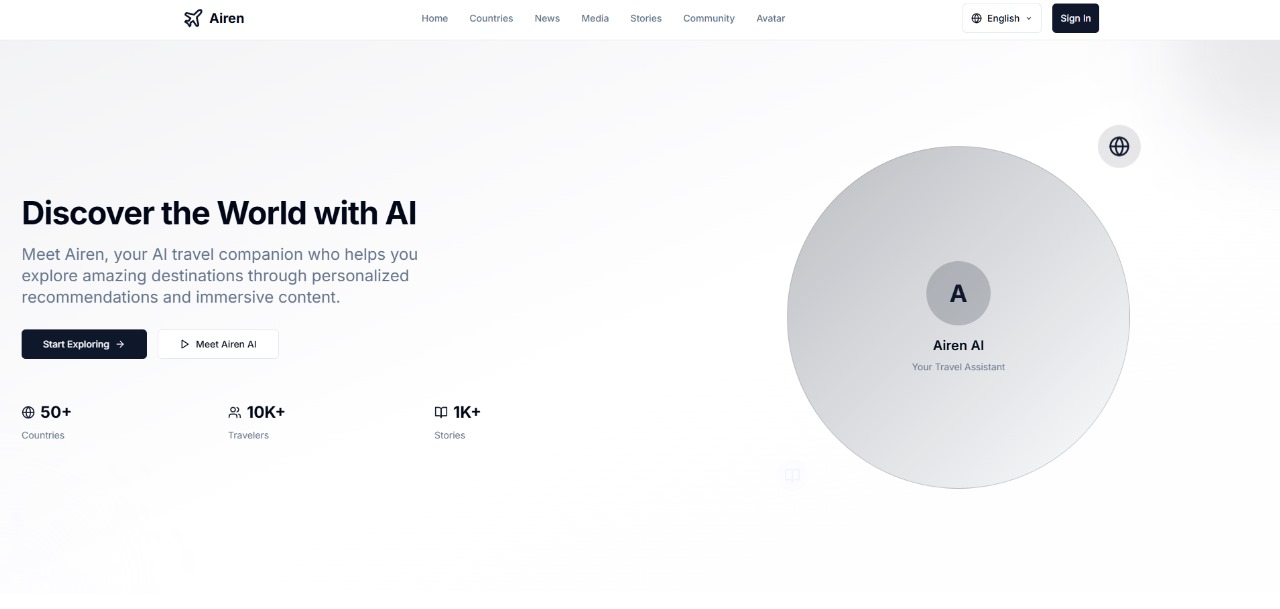 Airen
Home Countries News Media Stories Community Avatar
English
Sign In
Discover the World with AI
Meet Airen, your AI travel companion who helps you
explore amazing destinations through personalized
recommendations and immersive content.
Start Exploring
Meet Airen AI
50+
Countries
10K+
Travelers
1K+
Stories
A
Airen AI
Your Travel Assistant